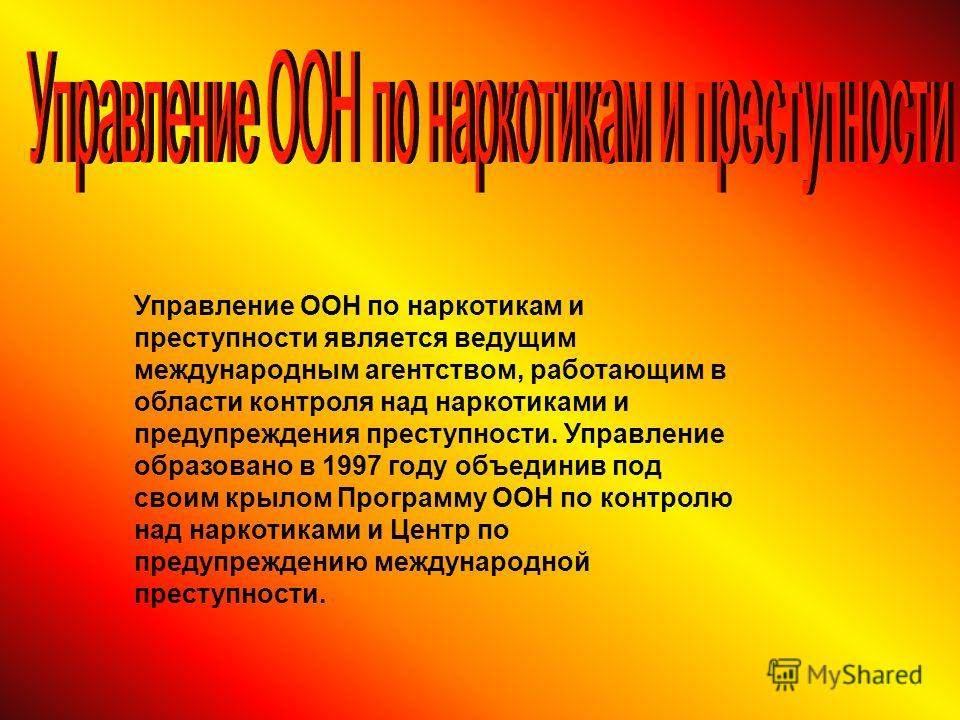 Управление ООН по наркотикам и преступности
Управление ООН по наркотикам и
преступности является ведущим
международным агентством, работающим в
области контроля над наркотиками и
предупреждения преступности. Управление
образовано в 1997 году объединив под
своим крылом Программу ООН по контролю
над наркотиками и Центр по
предупреждению международной
преступности.
MyShared